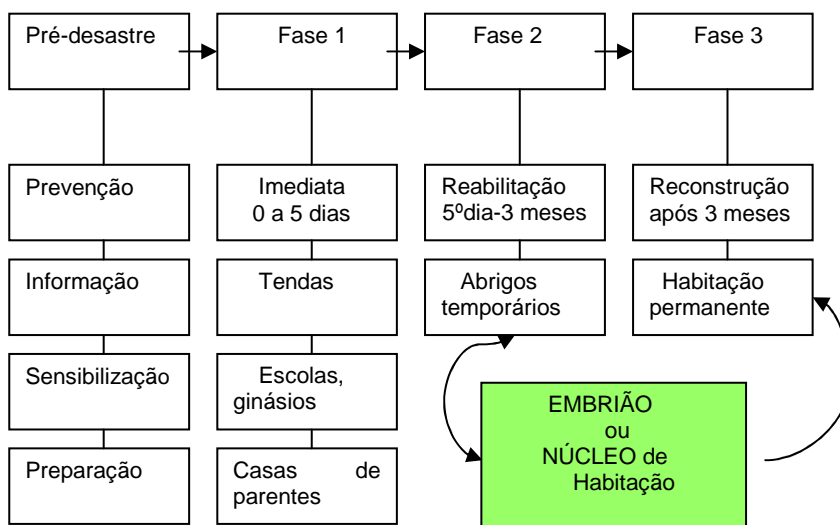 Pré-desastre
Fase 1
Fase 2
Fase 3
Prevenção
Imediata
0 a 5 dias
Reabilitação
5ºdia-3 meses
Reconstrução
após 3 meses
Informação
Tendas
Abrigos
temporários
Habitação
permanente
Sensibilização
Escolas,
ginásios
EMBRIÃO
ou
NÚCLEO de
Habitação
Preparação
Casas de
parentes